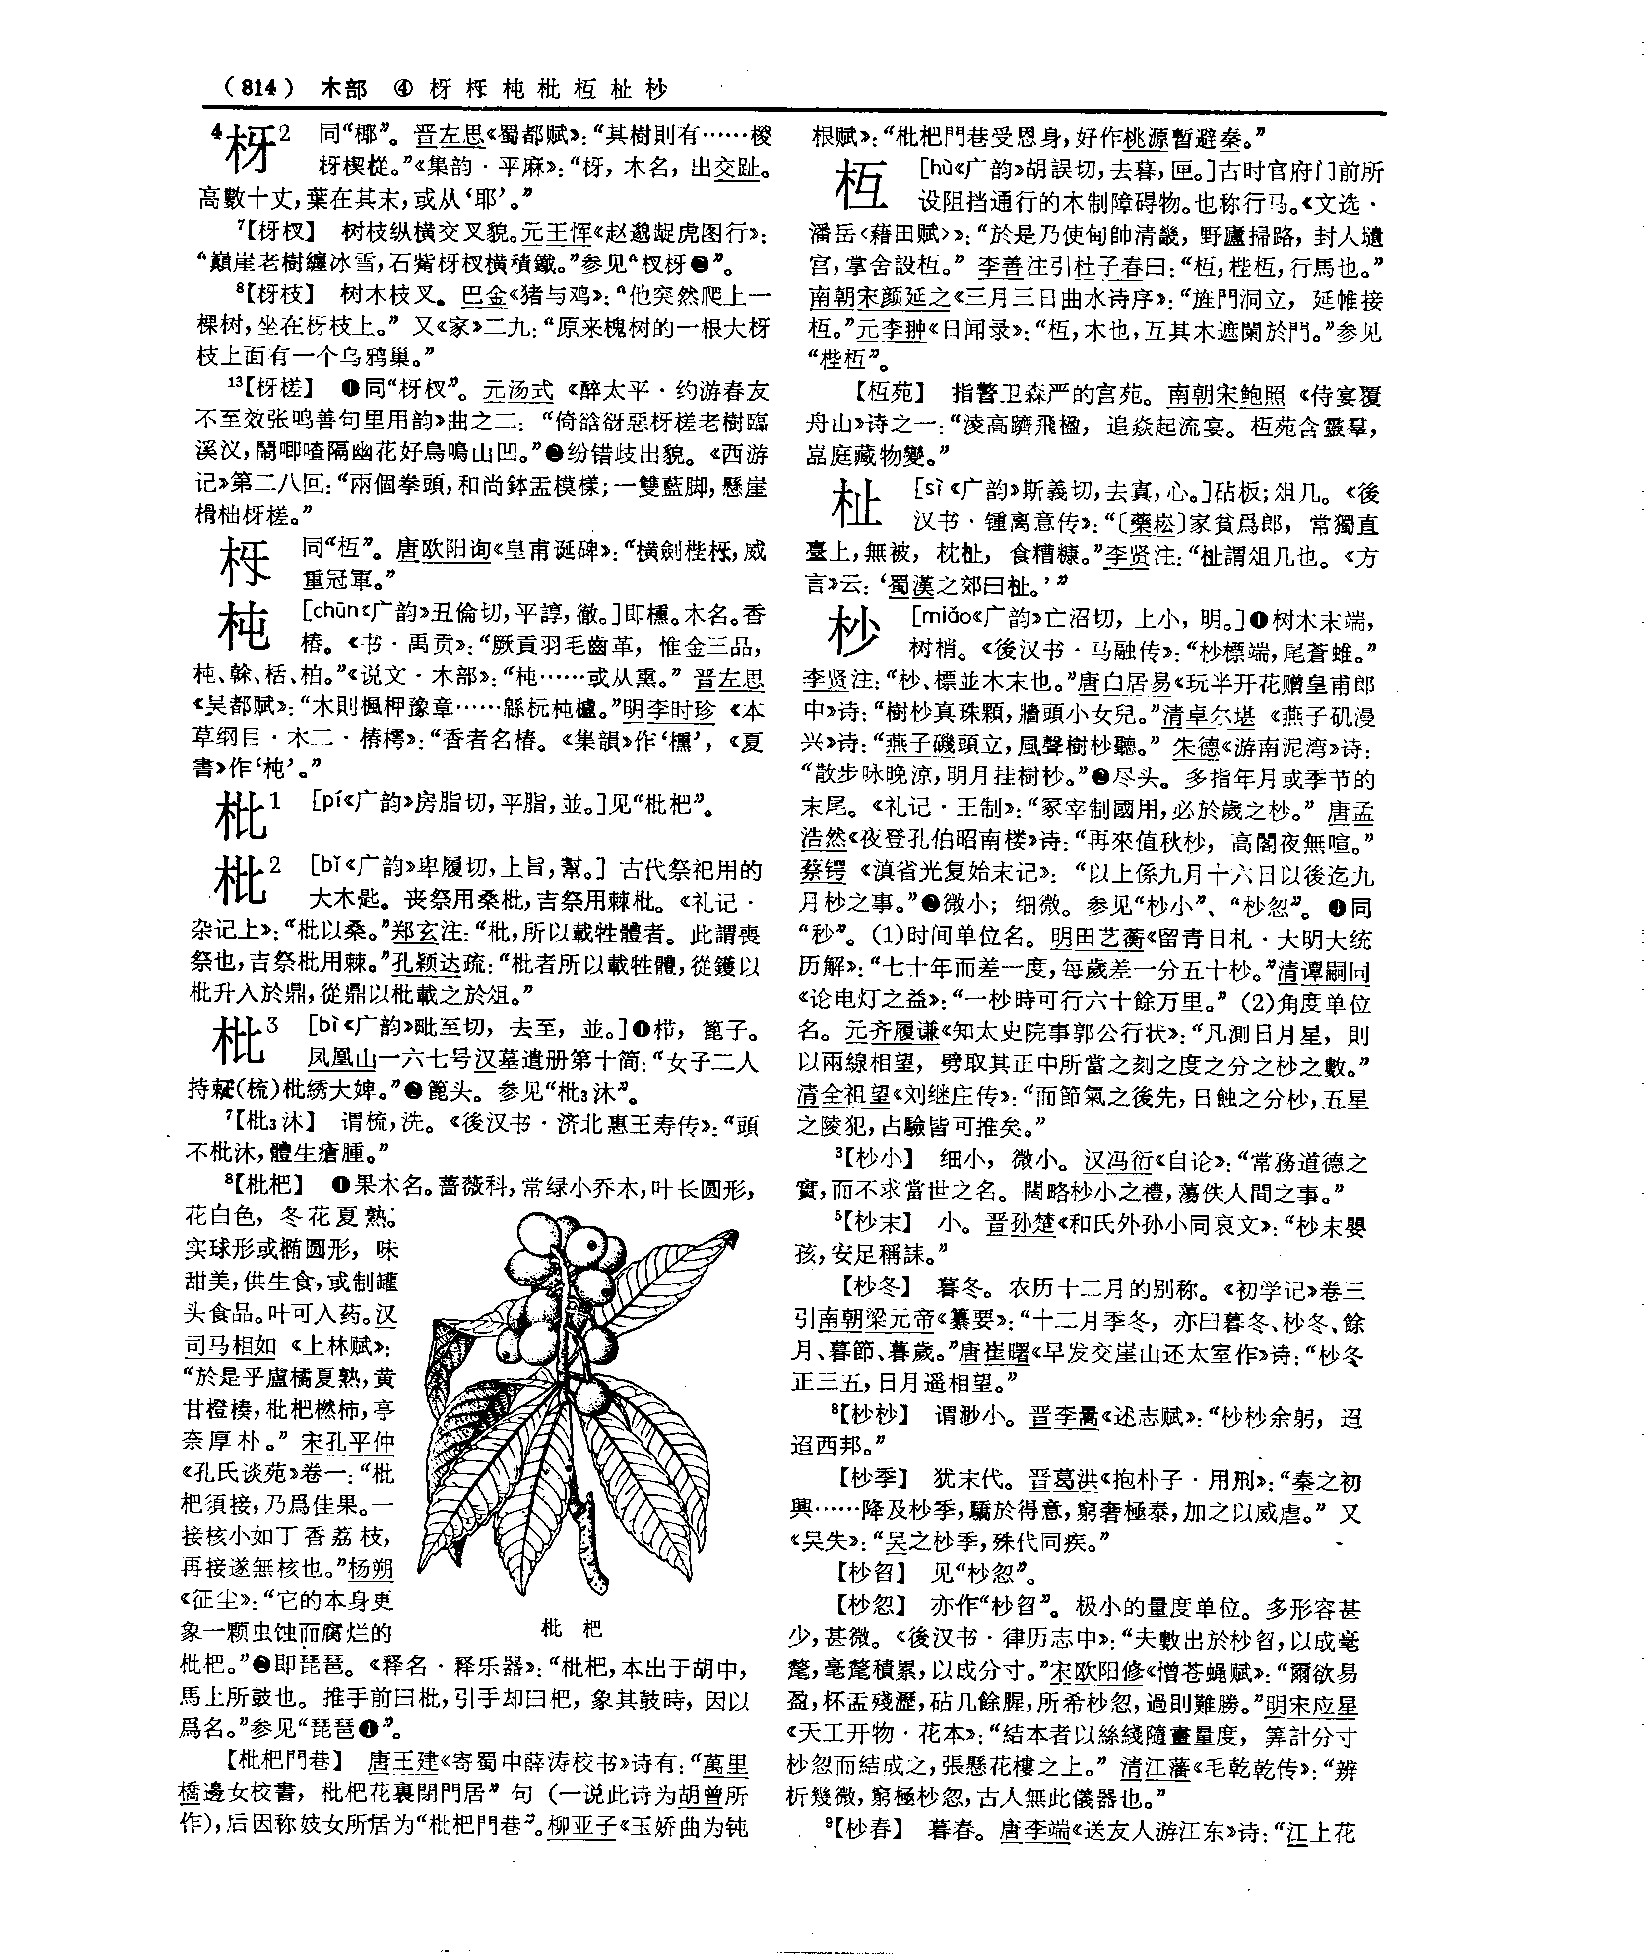 （814） 木部 ④ 枒 枔 杶 枇 枑 杫 杪
4枒2 同“椰”。晋左思《蜀都赋》：“其樹則有……椶
枒楔樅。”《集韵·平麻》：“枒，木名，出交趾。
高數十丈，葉在其末，或从‘耶’。”
7【枒杈】 树枝纵横交叉貌。元王恽《赵邈龊虎图行》：
“巔崖老樹纏冰雪，石觜枒杈橫積鐵。”参见“杈枒❷”。
8【枒枝】 树木枝叉。巴金《猪与鸡》：“他突然爬上一
棵树，坐在枒枝上。” 又《家》二九：“原来槐树的一根大枒
枝上面有一个乌鸦巢。”
13【枒槎】 ❶同“枒杈”。元汤式《醉太平·约游春友
不至效张鸣善句里用韵》曲之二：“倚谽谺惡枒槎老樹臨
溪汊，鬧唧喳隔幽花好鳥鳴山凹。”❷纷错歧出貌。《西游
记》第二八回：“兩個拳頭，和尚鉢盂模樣；一雙藍脚，懸崖
榾柮枒槎。”
同“枑”。唐欧阳询《皇甫诞碑》：“横劍梐，威
重冠軍。”
杶 [chūn《广韵》丑倫切，平諄，徹。]即櫄。木名。香
椿。《书·禹贡》：“厥貢羽毛齒革，惟金三品，
杶、榦、栝、柏。”《说文·木部》：“杶……或从熏。” 晋左思
《吴都赋》：“木則楓柙豫章……緜杬杶櫨。”明李时珍《本
草纲目·木二·椿樗》：“香者名椿。《集韻》作‘櫄’，《夏
書》作‘杶’。”
枇1 [pí《广韵》房脂切，平脂，並。]见“枇杷”。
枇2 [bǐ《广韵》卑履切，上旨，幫。] 古代祭祀用的
大木匙。丧祭用桑枇，吉祭用棘枇。《礼记·
杂记上》：“枇以桑。”郑玄注：“枇，所以載牲體者。此謂喪
祭也，吉祭枇用棘。”孔颖达疏：“枇者所以載牲體，從鑊以
枇升入於鼎，從鼎以枇載之於俎。”
枇3 [bì《广韵》毗至切，去至，並。]❶栉，篦子。
凤凰山一六七号汉墓遣册第十简：“女子二人
持(梳)枇绣大婢。”❷篦头。参见“枇3沐”。
7【枇3沐】 谓梳，洗。《後汉书·济北惠王寿传》：“頭
不枇沐，體生瘡腫。”
8【枇杷】 ❶果木名。蔷薇科，常绿小乔木，叶长圆形，
花白色，冬花夏熟。
实球形或椭圆形，味
甜美，供生食，或制罐
头食品。叶可入药。汉
司马相如《上林赋》：
“於是乎盧橘夏熟，黄
甘橙楱，枇杷橪柿，亭
奈厚朴。” 宋孔平仲
《孔氏谈苑》卷一：“枇
杷須接，乃爲佳果。一
接核小如丁香荔枝，
再接遂無核也。”杨朔
《征尘》：“它的本身更
象一颗虫蚀而腐烂的
枇杷。”❷即琵琶。《释名·释乐器》：“枇杷，本出于胡中，
馬上所鼓也。推手前曰枇，引手却曰杷，象其鼓時，因以
爲名。”参见“琵琶❶”。
枇 杷
【枇杷門巷】 唐王建《寄蜀中薛涛校书》诗有：“萬里
橋邊女校書，枇杷花裏閉門居” 句（一说此诗为胡曾所
作），后因称妓女所居为“枇杷門巷”。柳亚子《玉娇曲为钝
根赋》：“枇杷門巷受恩身，好作桃源暫避秦。”
枑 [hù《广韵》胡誤切，去暮，匣。]古时官府门前所
设阻挡通行的木制障碍物。也称行马。《文选·
潘岳〈藉田赋〉》：“於是乃使甸帥清畿，野廬掃路，封人壝
宫，掌舍設枑。” 李善注引杜子春曰：“枑，梐枑，行馬也。”
南朝宋颜延之《三月三日曲水诗序》：“旌門洞立，延帷接
枑。”元李翀《日闻录》：“枑，木也，互其木遮闌於門。”参见
“梐枑”。
【枑苑】 指警卫森严的宫苑。南朝宋鲍照《侍宴覆
舟山》诗之一：“淩高躋飛楹，追焱起流宴。枑苑含靈羣，
嵓庭藏物變。”
杫 [sì《广韵》斯義切，去寘，心。]砧板；俎几。《後
汉书·锺离意传》：“〔藥崧〕家貧爲郎，常獨直
臺上，無被，枕杫，食糟糠。”李贤注：“杫謂俎几也。《方
言》云：‘蜀漢之郊曰杫。’”
杪 [miǎo《广韵》亡沼切，上小，明。]❶树木末端，
树梢。《後汉书·马融传》：“杪標端，尾蒼蜼。”
李贤注：“杪、標並木末也。”唐白居易《玩半开花赠皇甫郎
中》诗：“樹杪真珠顆，牆頭小女兒。”清卓尔堪《燕子矶漫
兴》诗：“燕子磯頭立，風聲樹杪聽。” 朱德《游南泥湾》诗：
“散步咏晚涼，明月挂樹杪。”❷尽头。多指年月或季节的
末尾。《礼记·王制》：“冢宰制國用，必於歲之杪。” 唐孟
浩然《夜登孔伯昭南楼》诗：“再來值秋杪，高閣夜無喧。”
蔡锷《滇省光复始末记》：“以上係九月十六日以後迄九
月杪之事。”❸微小；细微。参见“杪小”、“杪忽”。❹同
“秒”。(1)时间单位名。明田艺蘅《留青日札·大明大统
历解》：“七十年而差一度，每歲差一分五十杪。”清谭嗣同
《论电灯之益》：“一杪時可行六十餘万里。” (2)角度单位
名。元齐履谦《知太史院事郭公行状》：“凡測日月星，則
以兩線相望，劈取其正中所當之刻之度之分之杪之數。”
清全祖望《刘继庄传》：“而節氣之後先，日蝕之分杪，五星
之陵犯，占驗皆可推矣。”
3【杪小】 细小，微小。汉冯衍《自论》：“常務道德之
實，而不求當世之名。闊略杪小之禮，蕩佚人間之事。”
5【杪末】 小。晋孙楚《和氏外孙小同哀文》：“杪末嬰
孩，安足稱誄。”
【杪冬】 暮冬。农历十二月的别称。《初学记》卷三
引南朝梁元帝《纂要》：“十二月季冬，亦曰暮冬、杪冬、餘
月、暮節、暮歲。”唐崔曙《早发交崖山还太室作》诗：“杪冬
正三五，日月遥相望。”
8【杪杪】 谓渺小。晋李暠《述志赋》：“杪杪余躬，迢
迢西邦。”
【杪季】 犹末代。晋葛洪《抱朴子·用刑》：“秦之初
興……降及杪季，驕於得意，窮奢極泰，加之以威虐。” 又
《吴失》：“吴之杪季，殊代同疾。”
【杪曶】 见“杪忽”。
【杪忽】 亦作“杪曶”。极小的量度单位。多形容甚
少，甚微。《後汉书·律历志中》：“夫數出於杪曶，以成毫
氂，毫氂積累，以成分寸。”宋欧阳修《憎苍蝇赋》：“爾欲易
盈，杯盂殘瀝，砧几餘腥，所希杪忽，過則難勝。”明宋应星
《天工开物·花本》：“結本者以絲綫隨畫量度，筭計分寸
杪忽而結成之，張懸花樓之上。” 清江藩《毛乾乾传》：“辨
析幾微，窮極杪忽，古人無此儀器也。”
9【杪春】 暮春。唐李端《送友人游江东》诗：“江上花